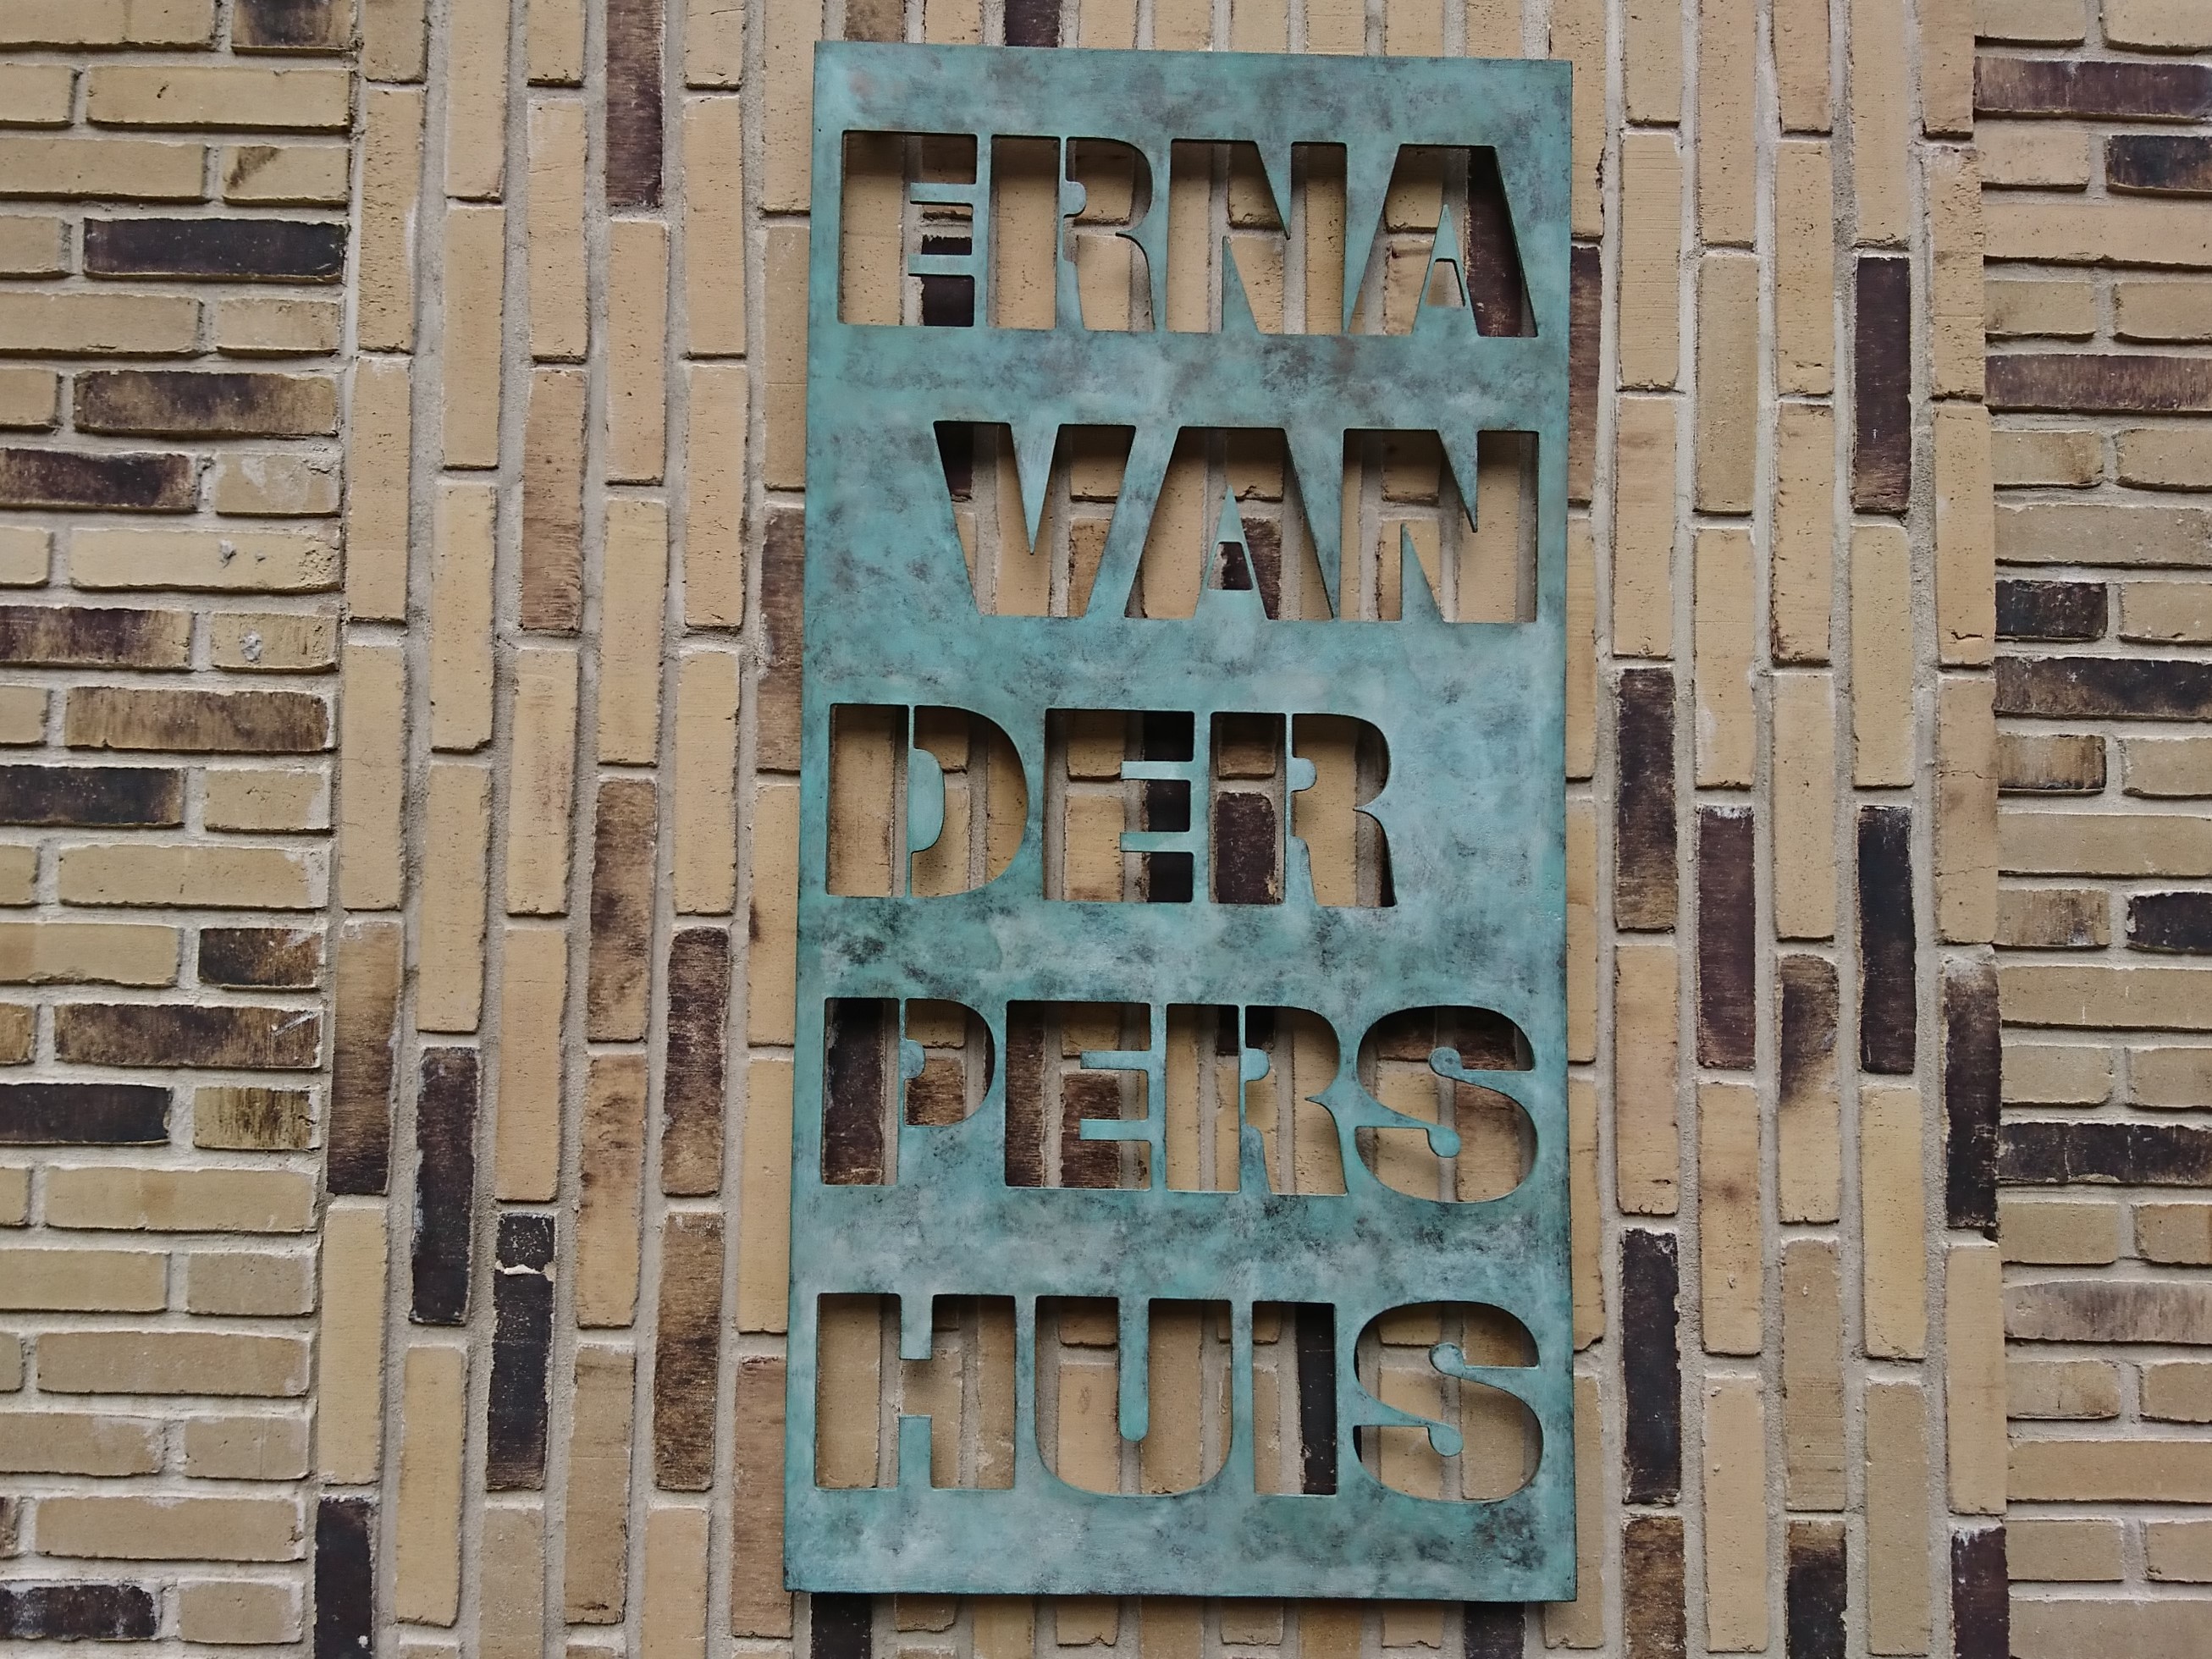 ERNA
VAN
DER
PERS
HUIS